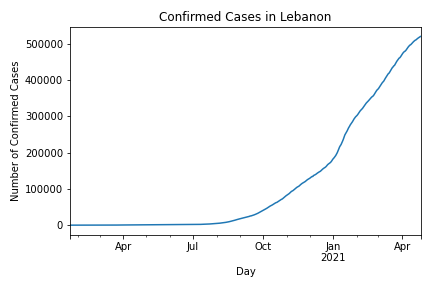 Confirmed Cases in Lebanon
Number of Confirmed Cases
500000
400000
300000
200000
100000
0
Apr
Jul
Oct
Jan
2021
Apr
Day